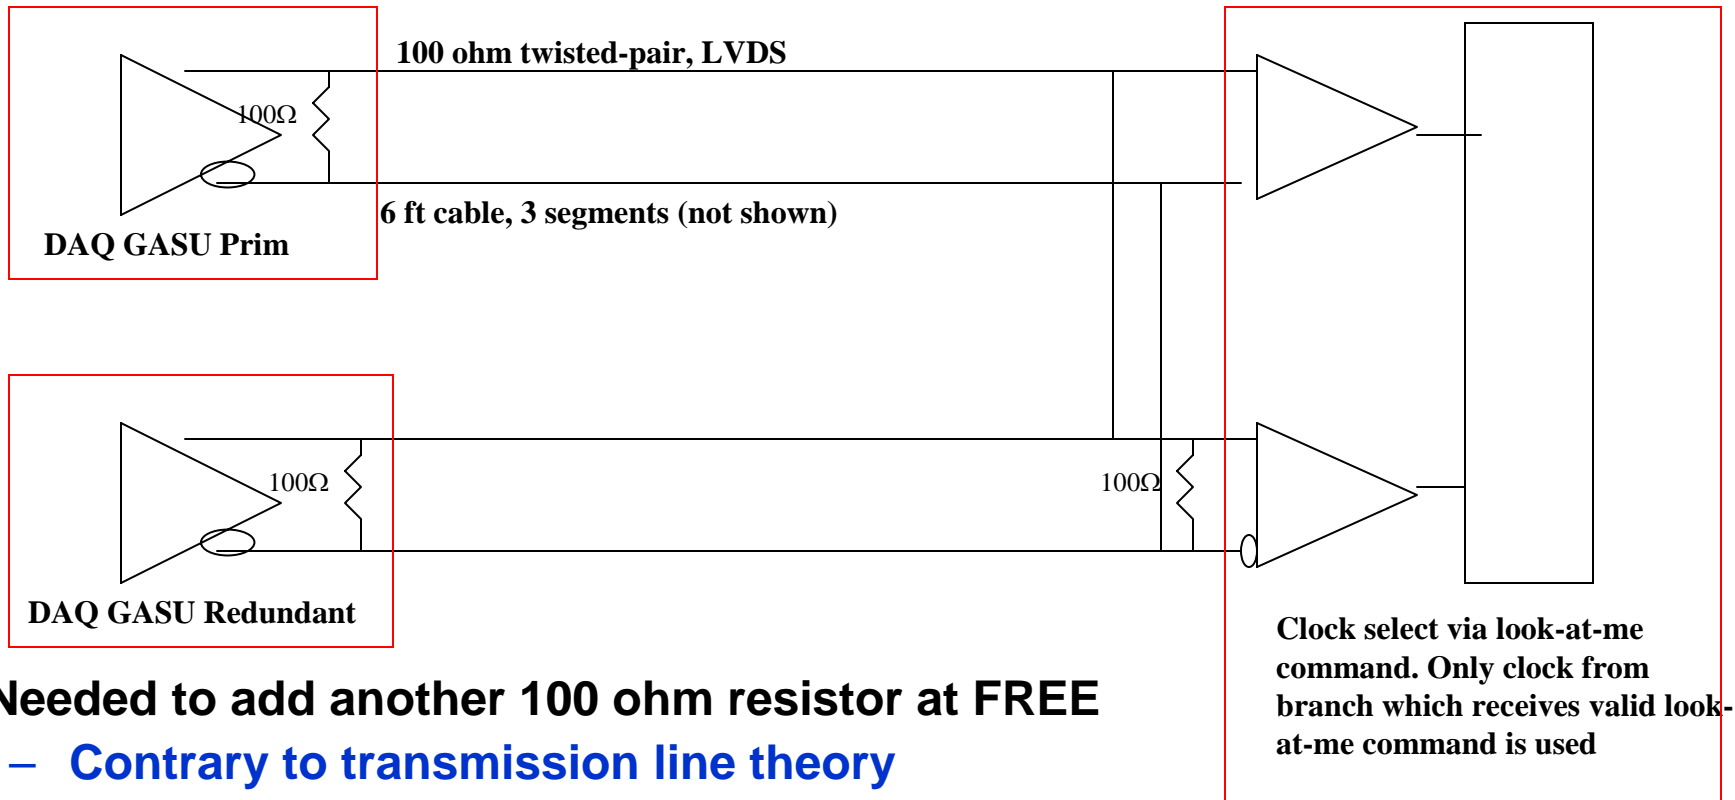 100 ohm twisted-pair, LVDS
100Ω
6 ft cable, 3 segments (not shown)
DAQ GASU Prim
100Ω
100Ω
DAQ GASU Redundant
Clock select via look-at-me
command. Only clock from
branch which receives valid look-
at-me command is used
Needed to add another 100 ohm resistor at FREE
– Contrary to transmission line theory